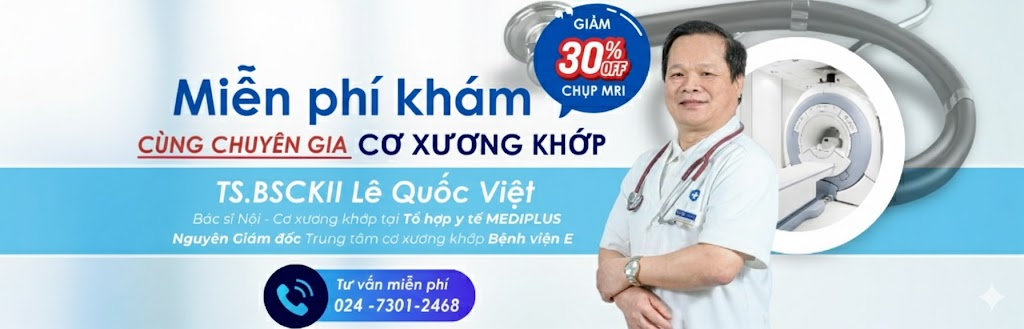 GIẢM
30% OFF
CHỤP MRI
Miễn phí khám
CÙNG CHUYÊN GIA CƠ XƯƠNG KHỚP
TS.BSCKII Lê Quốc Việt
Bác sĩ Nội - Cơ xương khớp tại Tổ hợp y tế MEDIPLUS
Nguyên Giám đốc Trung tâm cơ xương khớp Bệnh viện E
Tư vấn miễn phí
024 -7301-2468